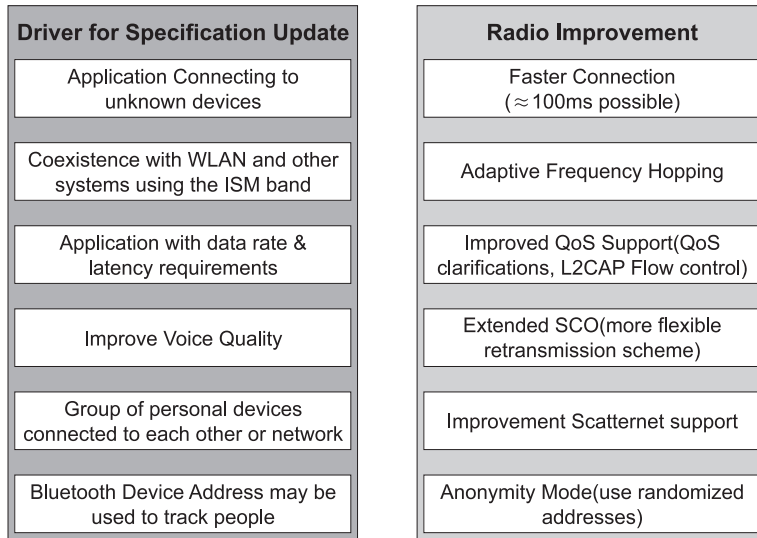 Driver for Specification Update
Application Connecting to
unknown devices
Coexistence with WLAN and other
systems using the ISM band
Application with data rate &
latency requirements
Improve Voice Quality
Group of personal devices
connected to each other or network
Bluetooth Device Address may be
used to track people
Radio Improvement
Faster Connection
(≈100ms possible)
Adaptive Frequency Hopping
Improved QoS Support(QoS
clarifications, L2CAP Flow control)
Extended SCO(more flexible
retransmission scheme)
Improvement Scatternet support
Anonymity Mode(use randomized
addresses)